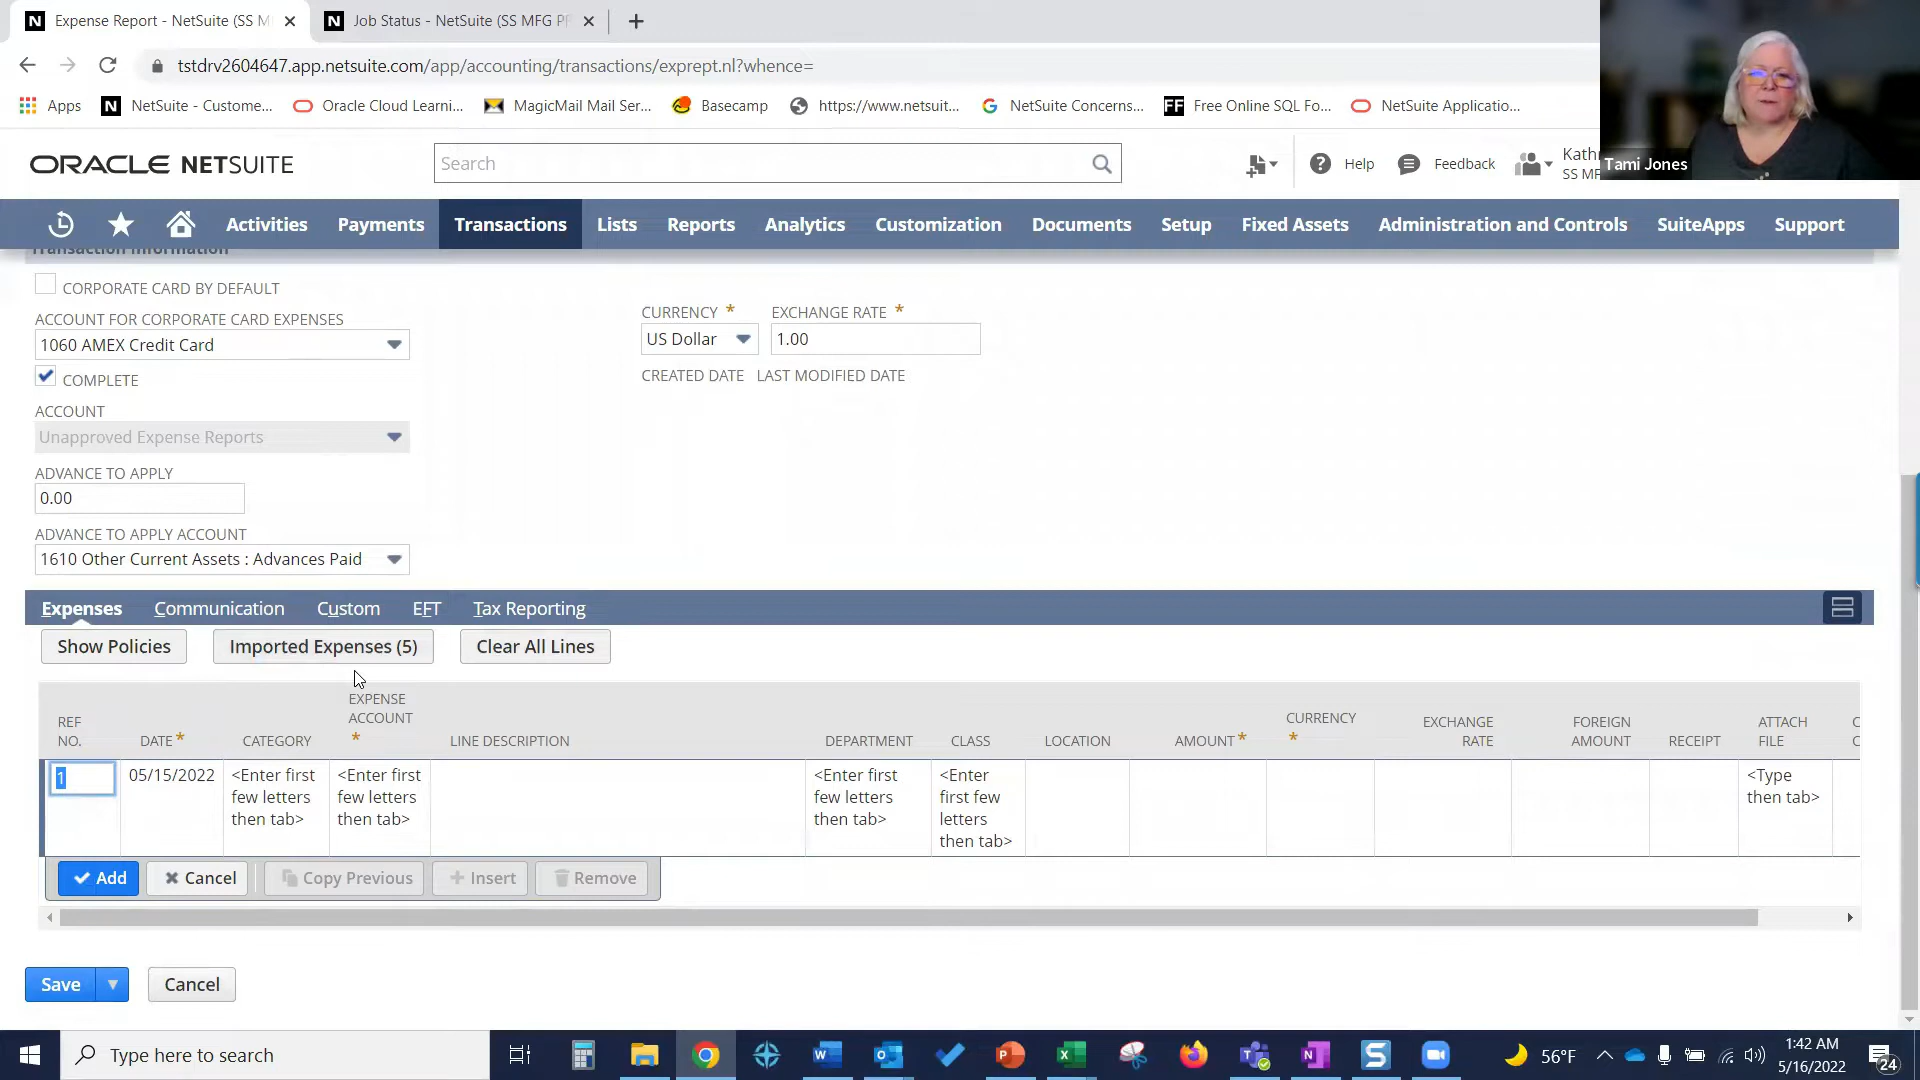 Expense Report - NetSuite (SS M
Job Status - NetSuite (SS MFG PR
tstdrv2604647.app.netsuite.com/app/accounting/transactions/exprept.nl?whence=
Apps
NetSuite - Custome...
Oracle Cloud Learni...
MagicMail Mail Ser...
Basecamp
https://www.netsuit...
NetSuite Concerns...
Free Online SQL Fo...
NetSuite Applicatio...
ORACLE NETSUITE
Search
Help
Feedback
Kath
SS MF
Tami Jones
Activities
Payments
Transactions
Lists
Reports
Analytics
Customization
Documents
Setup
Fixed Assets
Administration and Controls
SuiteApps
Support
Transaction Information
CORPORATE CARD BY DEFAULT
ACCOUNT FOR CORPORATE CARD EXPENSES
1060 AMEX Credit Card
COMPLETE
ACCOUNT
Unapproved Expense Reports
ADVANCE TO APPLY
0.00
ADVANCE TO APPLY ACCOUNT
1610 Other Current Assets : Advances Paid
CURRENCY *
US Dollar
EXCHANGE RATE *
1.00
CREATED DATE
LAST MODIFIED DATE
Expenses
Communication
Custom
EFT
Tax Reporting
Show Policies
Imported Expenses (5)
Clear All Lines
REF
NO.
DATE *
CATEGORY
EXPENSE
ACCOUNT
*
LINE DESCRIPTION
DEPARTMENT
CLASS
LOCATION
AMOUNT *
CURRENCY
*
EXCHANGE
RATE
FOREIGN
AMOUNT
RECEIPT
ATTACH
FILE
C
C
1
05/15/2022
<Enter first
few letters
then tab>
<Enter first
few letters
then tab>
<Enter first
few letters
then tab>
<Enter
first few
letters
then tab>
<Type
then tab>
Add
Cancel
Copy Previous
Insert
Remove
Save
Cancel
Type here to search
56°F
1:42 AM
5/16/2022
24